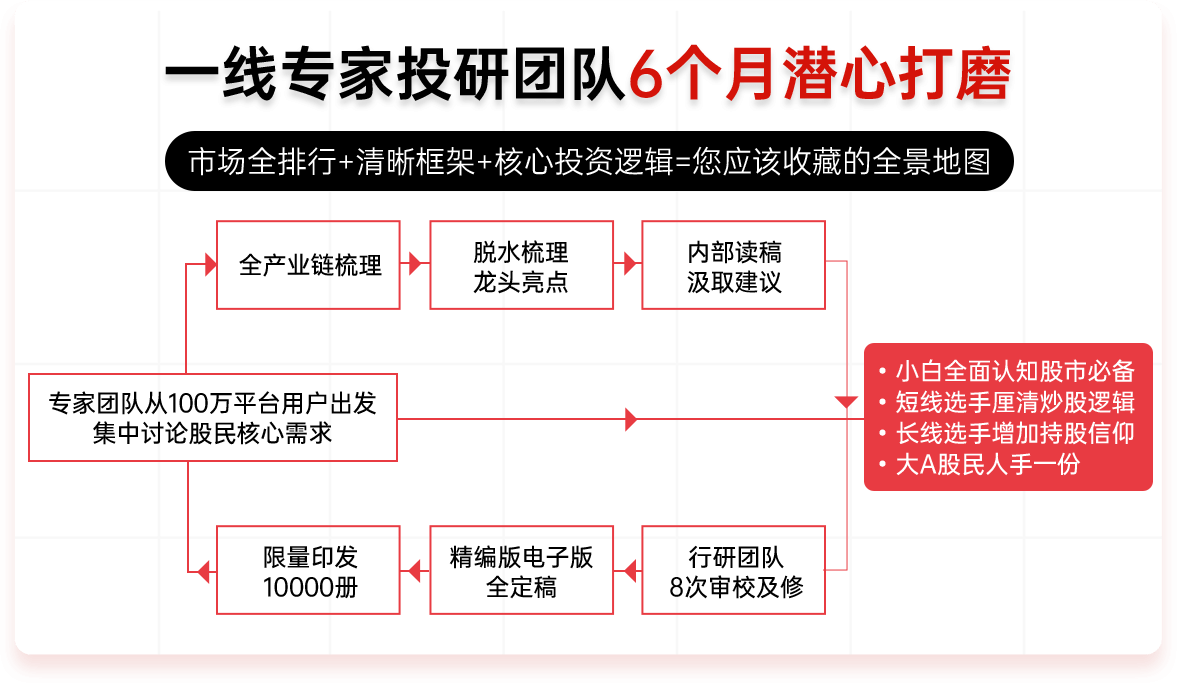 一线专家投研团队6个月潜心打磨
市场全排行+清晰框架+核心投资逻辑=您应该收藏的全景地图
全产业链梳理
脱水梳理
龙头亮点
内部读稿
汲取建议
专家团队从100万平台用户出发
集中讨论股民核心需求
• 小白全面认知股市必备
• 短线选手厘清炒股逻辑
• 长线选手增加持股信仰
• 大A股民人手一份
限量印发
10000册
精编版电子版
全定稿
行研团队
8次审校及修